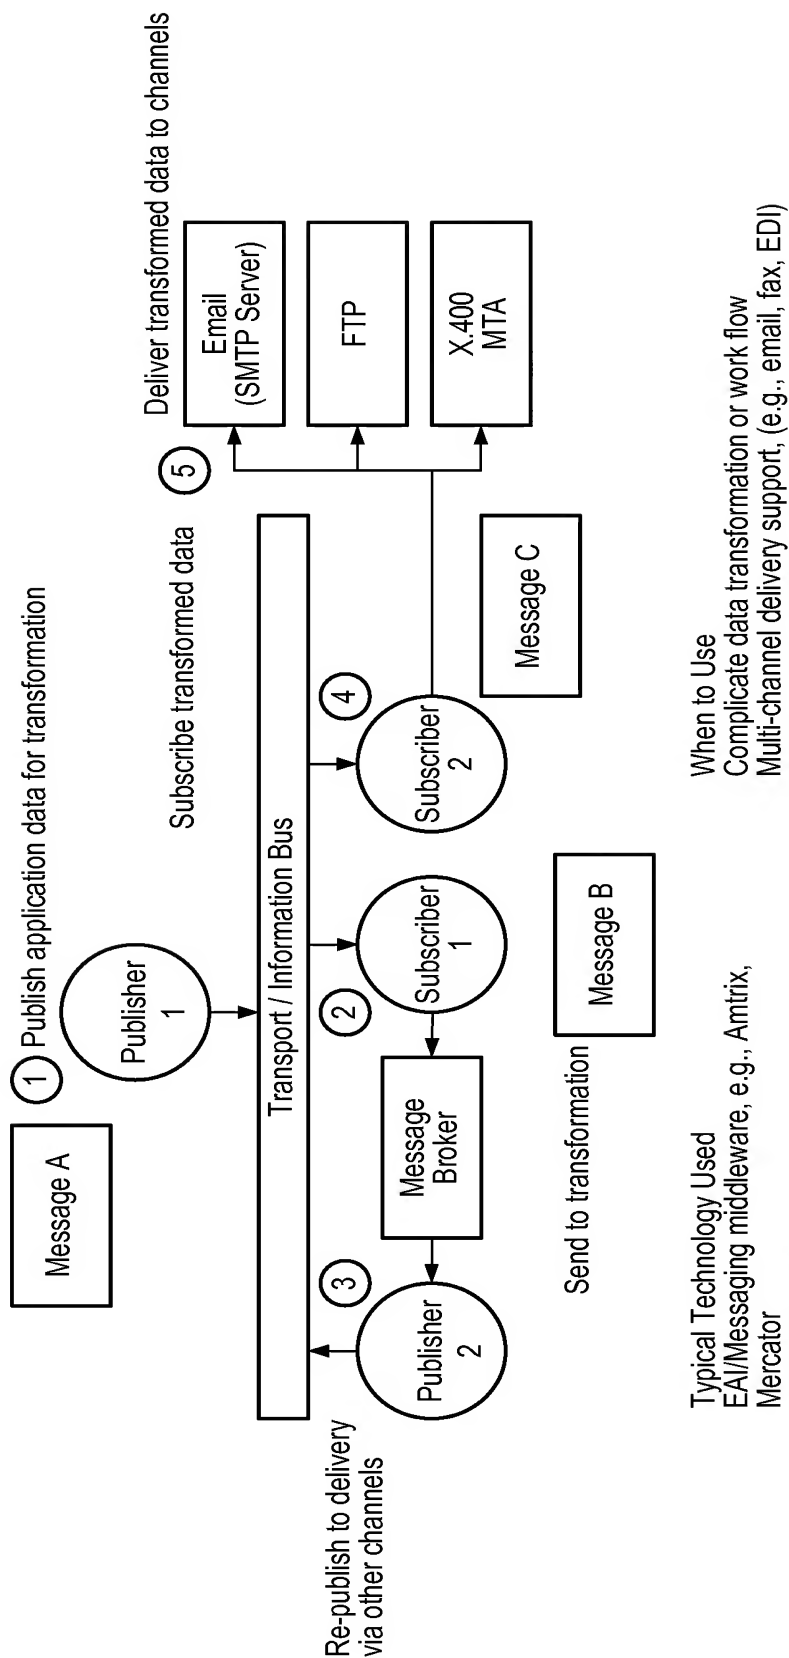 Message A
1
Publish application data for transformation
Publisher
1
Subscribe transformed data
Deliver transformed data to channels
Transport / Information Bus
Re-publish to delivery
via other channels
3
2
4
5
Publisher
2
Message
Broker
Subscriber
1
Subscriber
2
Email
(SMTP Server)
FTP
X.400
MTA
Send to transformation
Message B
Message C
Typical Technology Used
EAI/Messaging middleware, e.g., Amtrix,
Mercator
When to Use
Complicate data transformation or work flow
Multi-channel delivery support, (e.g., email, fax, EDI)